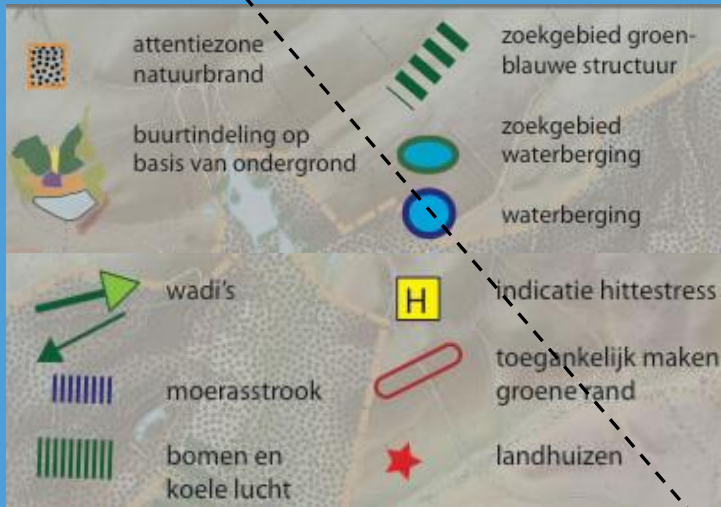 attentiezone
natuurbrand
buurtindeling op
basis van ondergrond
zoekgebied groen-
blauwe structuur
zoekgebied
waterberging
waterberging
wadi's
moerasstrook
bomen en
koele lucht
H
indicatie hittestress
toegankelijk maken
groene rand
landhuizen